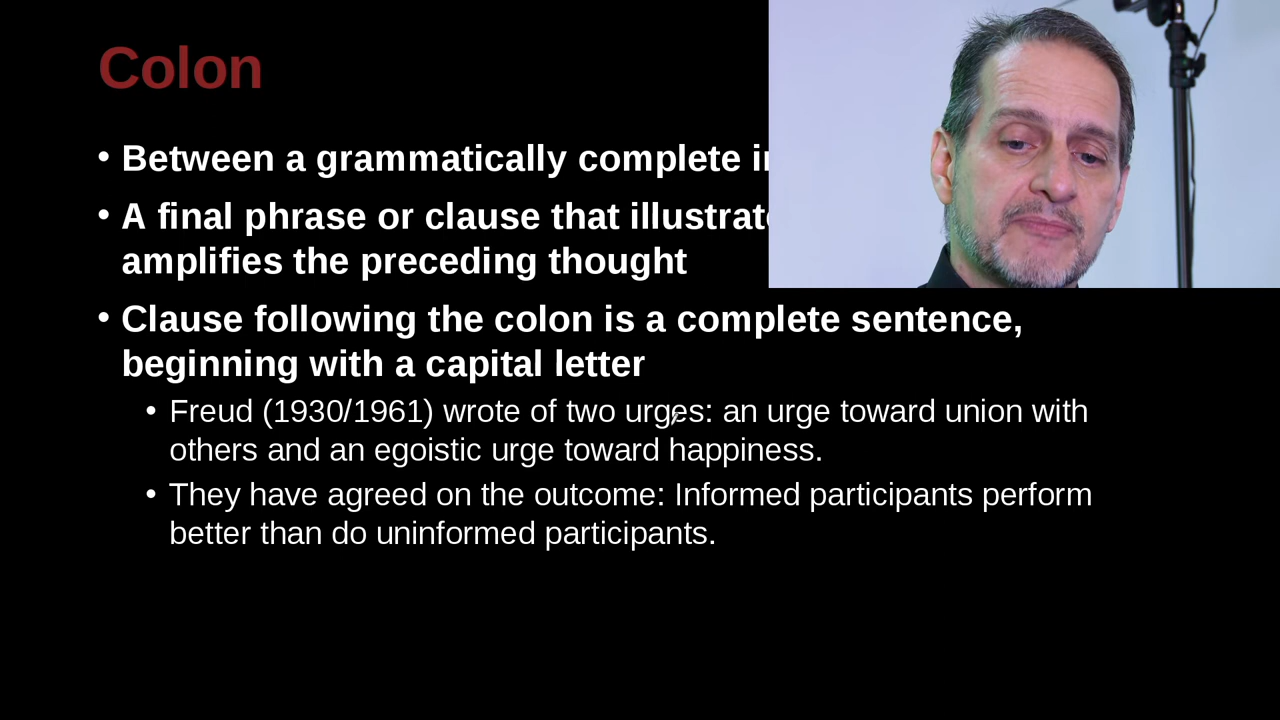 Colon
• Between a grammatically complete
• A final phrase or clause that
amplifies the preceding thought
• Clause following the colon is a complete sentence,
beginning with a capital letter
• Freud (1930/1961) wrote of two urges: an urge toward union with
others and an egoistic urge toward happiness.
• They have agreed on the outcome: Informed participants perform
better than do uninformed participants.